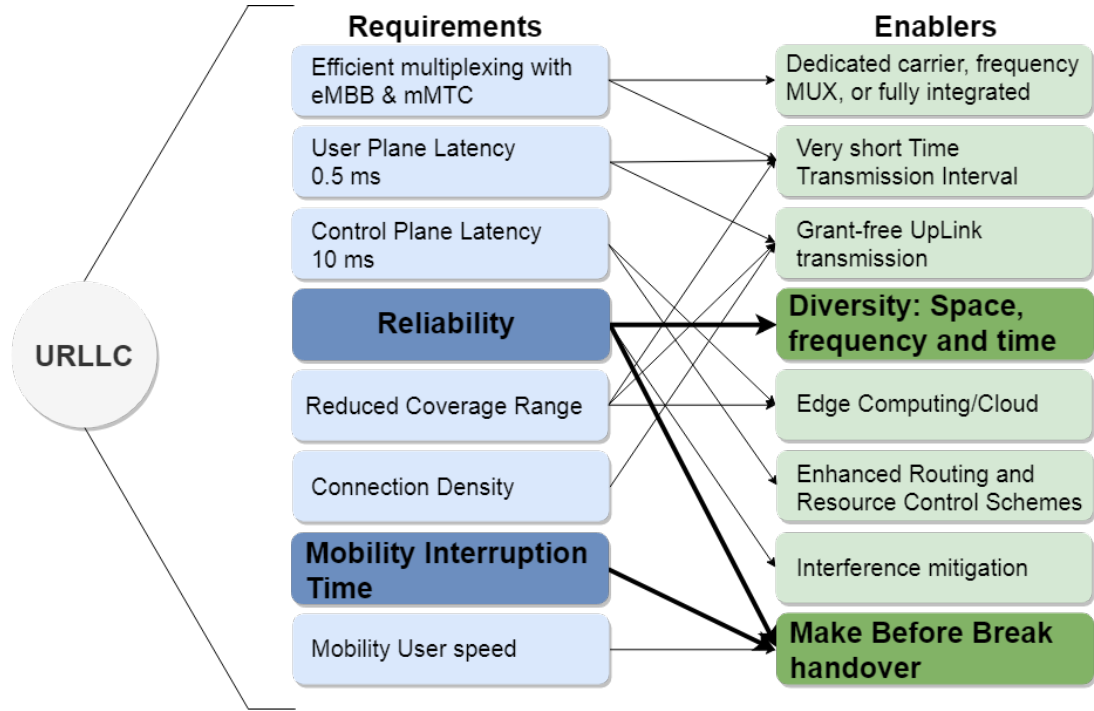 Requirements
Enablers
Efficient multiplexing with
eMBB & mMTC
Dedicated carrier, frequency
MUX, or fully integrated
User Plane Latency
0.5 ms
Very short Time
Transmission Interval
Control Plane Latency
10 ms
Grant-free UpLink
transmission
URLLC
Reliability
Diversity: Space,
frequency and time
Reduced Coverage Range
Edge Computing/Cloud
Connection Density
Enhanced Routing and
Resource Control Schemes
Mobility Interruption
Time
Interference mitigation
Mobility User speed
Make Before Break
handover